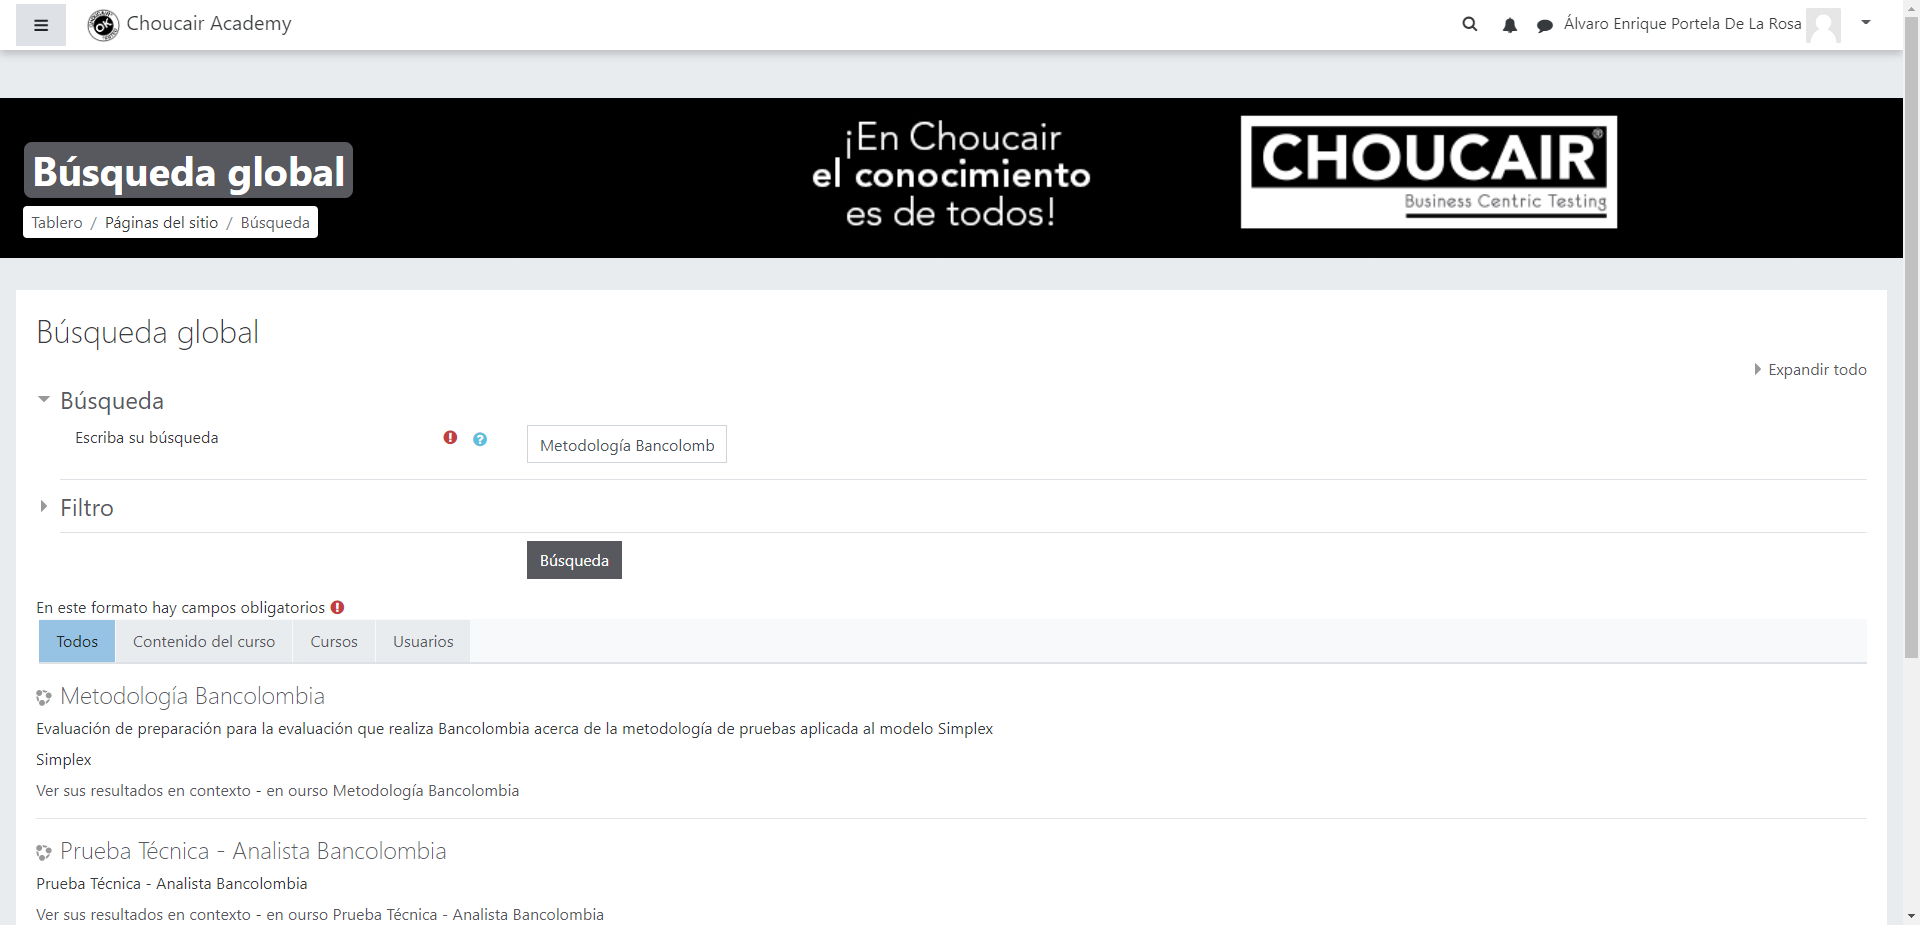 Choucair Academy
Álvaro Enrique Portela De La Rosa
Búsqueda global
Tablero / Páginas del sitio / Búsqueda
¡En Choucair
el conocimiento
es de todos!
CHOUCAIR®
Business Centric Testing
Búsqueda global
Expandir todo
Búsqueda
Escriba su búsqueda
Metodología Bancolomb
Filtro
Búsqueda
En este formato hay campos obligatorios
Todos
Contenido del curso
Cursos
Usuarios
Metodología Bancolombia
Evaluación de preparación para la evaluación que realiza Bancolombia acerca de la metodología de pruebas aplicada al modelo Simplex
Simplex
Ver sus resultados en contexto - en ourso Metodología Bancolombia
Prueba Técnica - Analista Bancolombia
Prueba Técnica - Analista Bancolombia
Ver sus resultados en contexto - en ourso Prueba Técnica - Analista Bancolombia